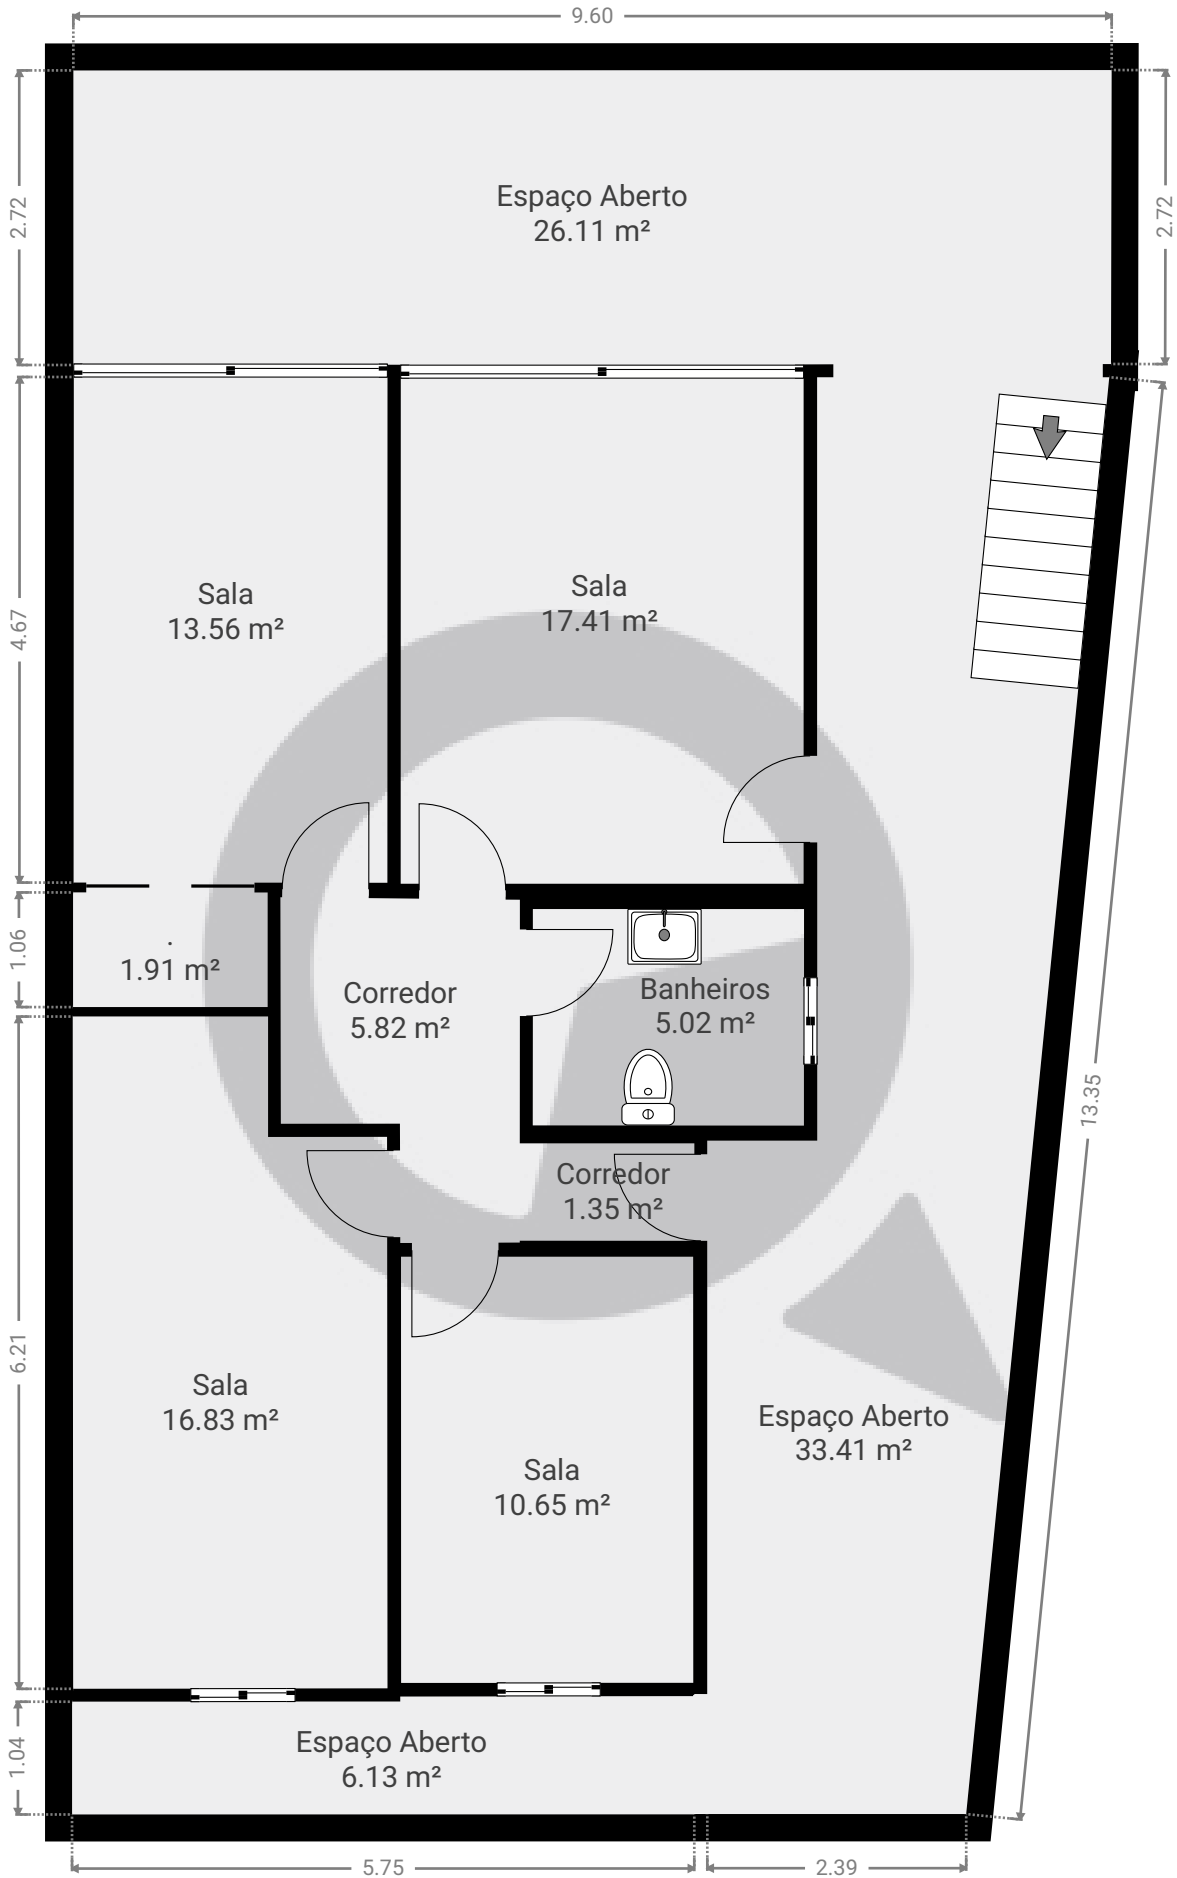 9.60
2.72
2.72
Espaço Aberto
26.11 m²
4.67
Sala
13.56 m²
Sala
17.41 m²
1.06
.
1.91 m²
Corredor
5.82 m²
Banheiros
5.02 m²
13.35
Corredor
1.35 m²
6.21
Sala
16.83 m²
Espaço Aberto
33.41 m²
Sala
10.65 m²
1.04
Espaço Aberto
6.13 m²
5.75
2.39